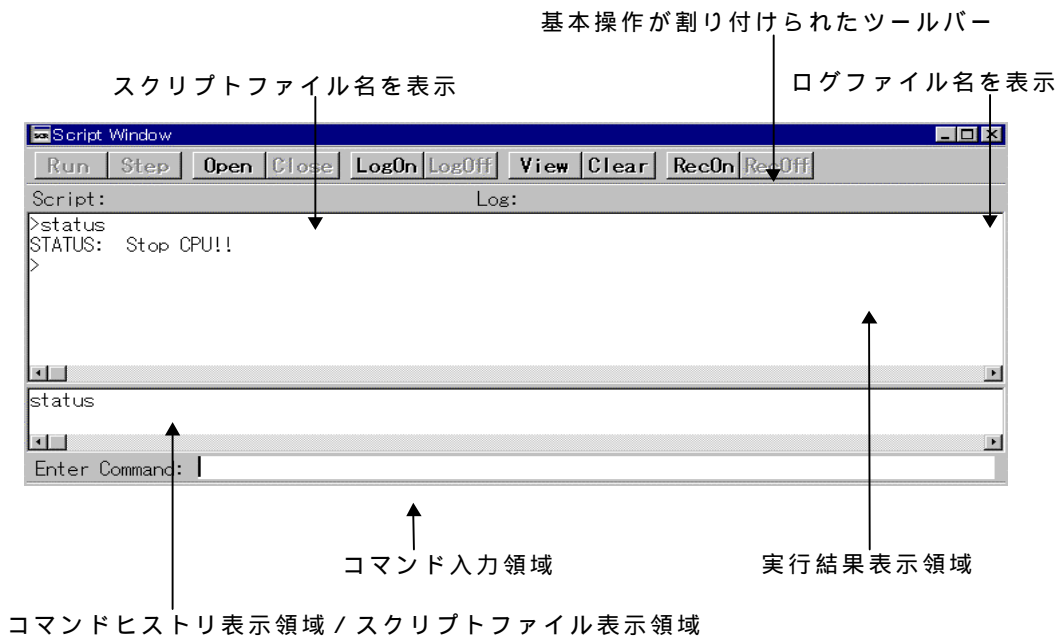 基本操作が割り付けられたツールバー
スクリプトファイル名を表示
ログファイル名を表示
Script Window
Run Step Open Close LogOn LogOff View Clear RecOn RecOff
Script: Log:
>status
STATUS: Stop CPU!!
>
status
Enter Command:
コマンド入力領域
実行結果表示領域
コマンドヒストリ表示領域/スクリプトファイル表示領域